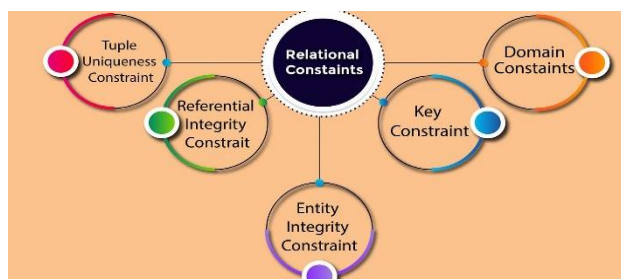 Relational
Constaints
Tuple
Uniqueness
Constraint
Referential
Integrity
Constrait
Entity
Integrity
Constraint
Key
Constraint
Domain
Constaints